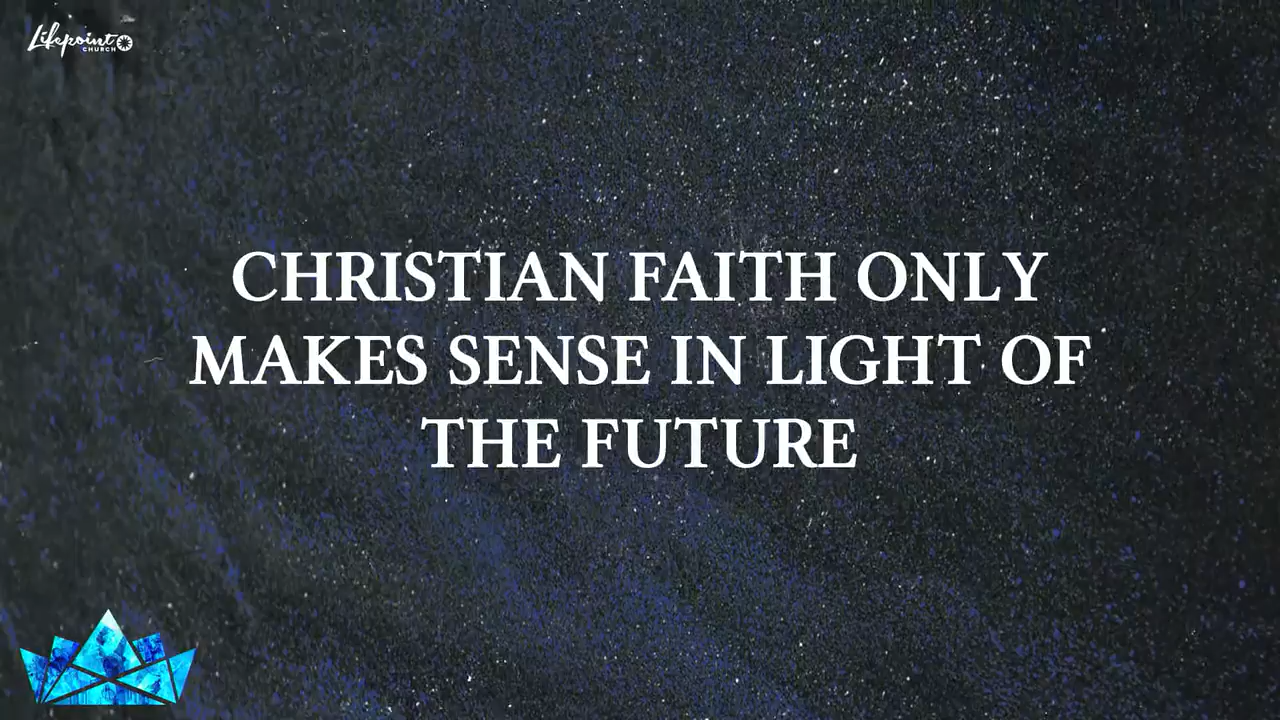 Lifepoint
CHURCH
CHRISTIAN FAITH ONLY
MAKES SENSE IN LIGHT OF
THE FUTURE